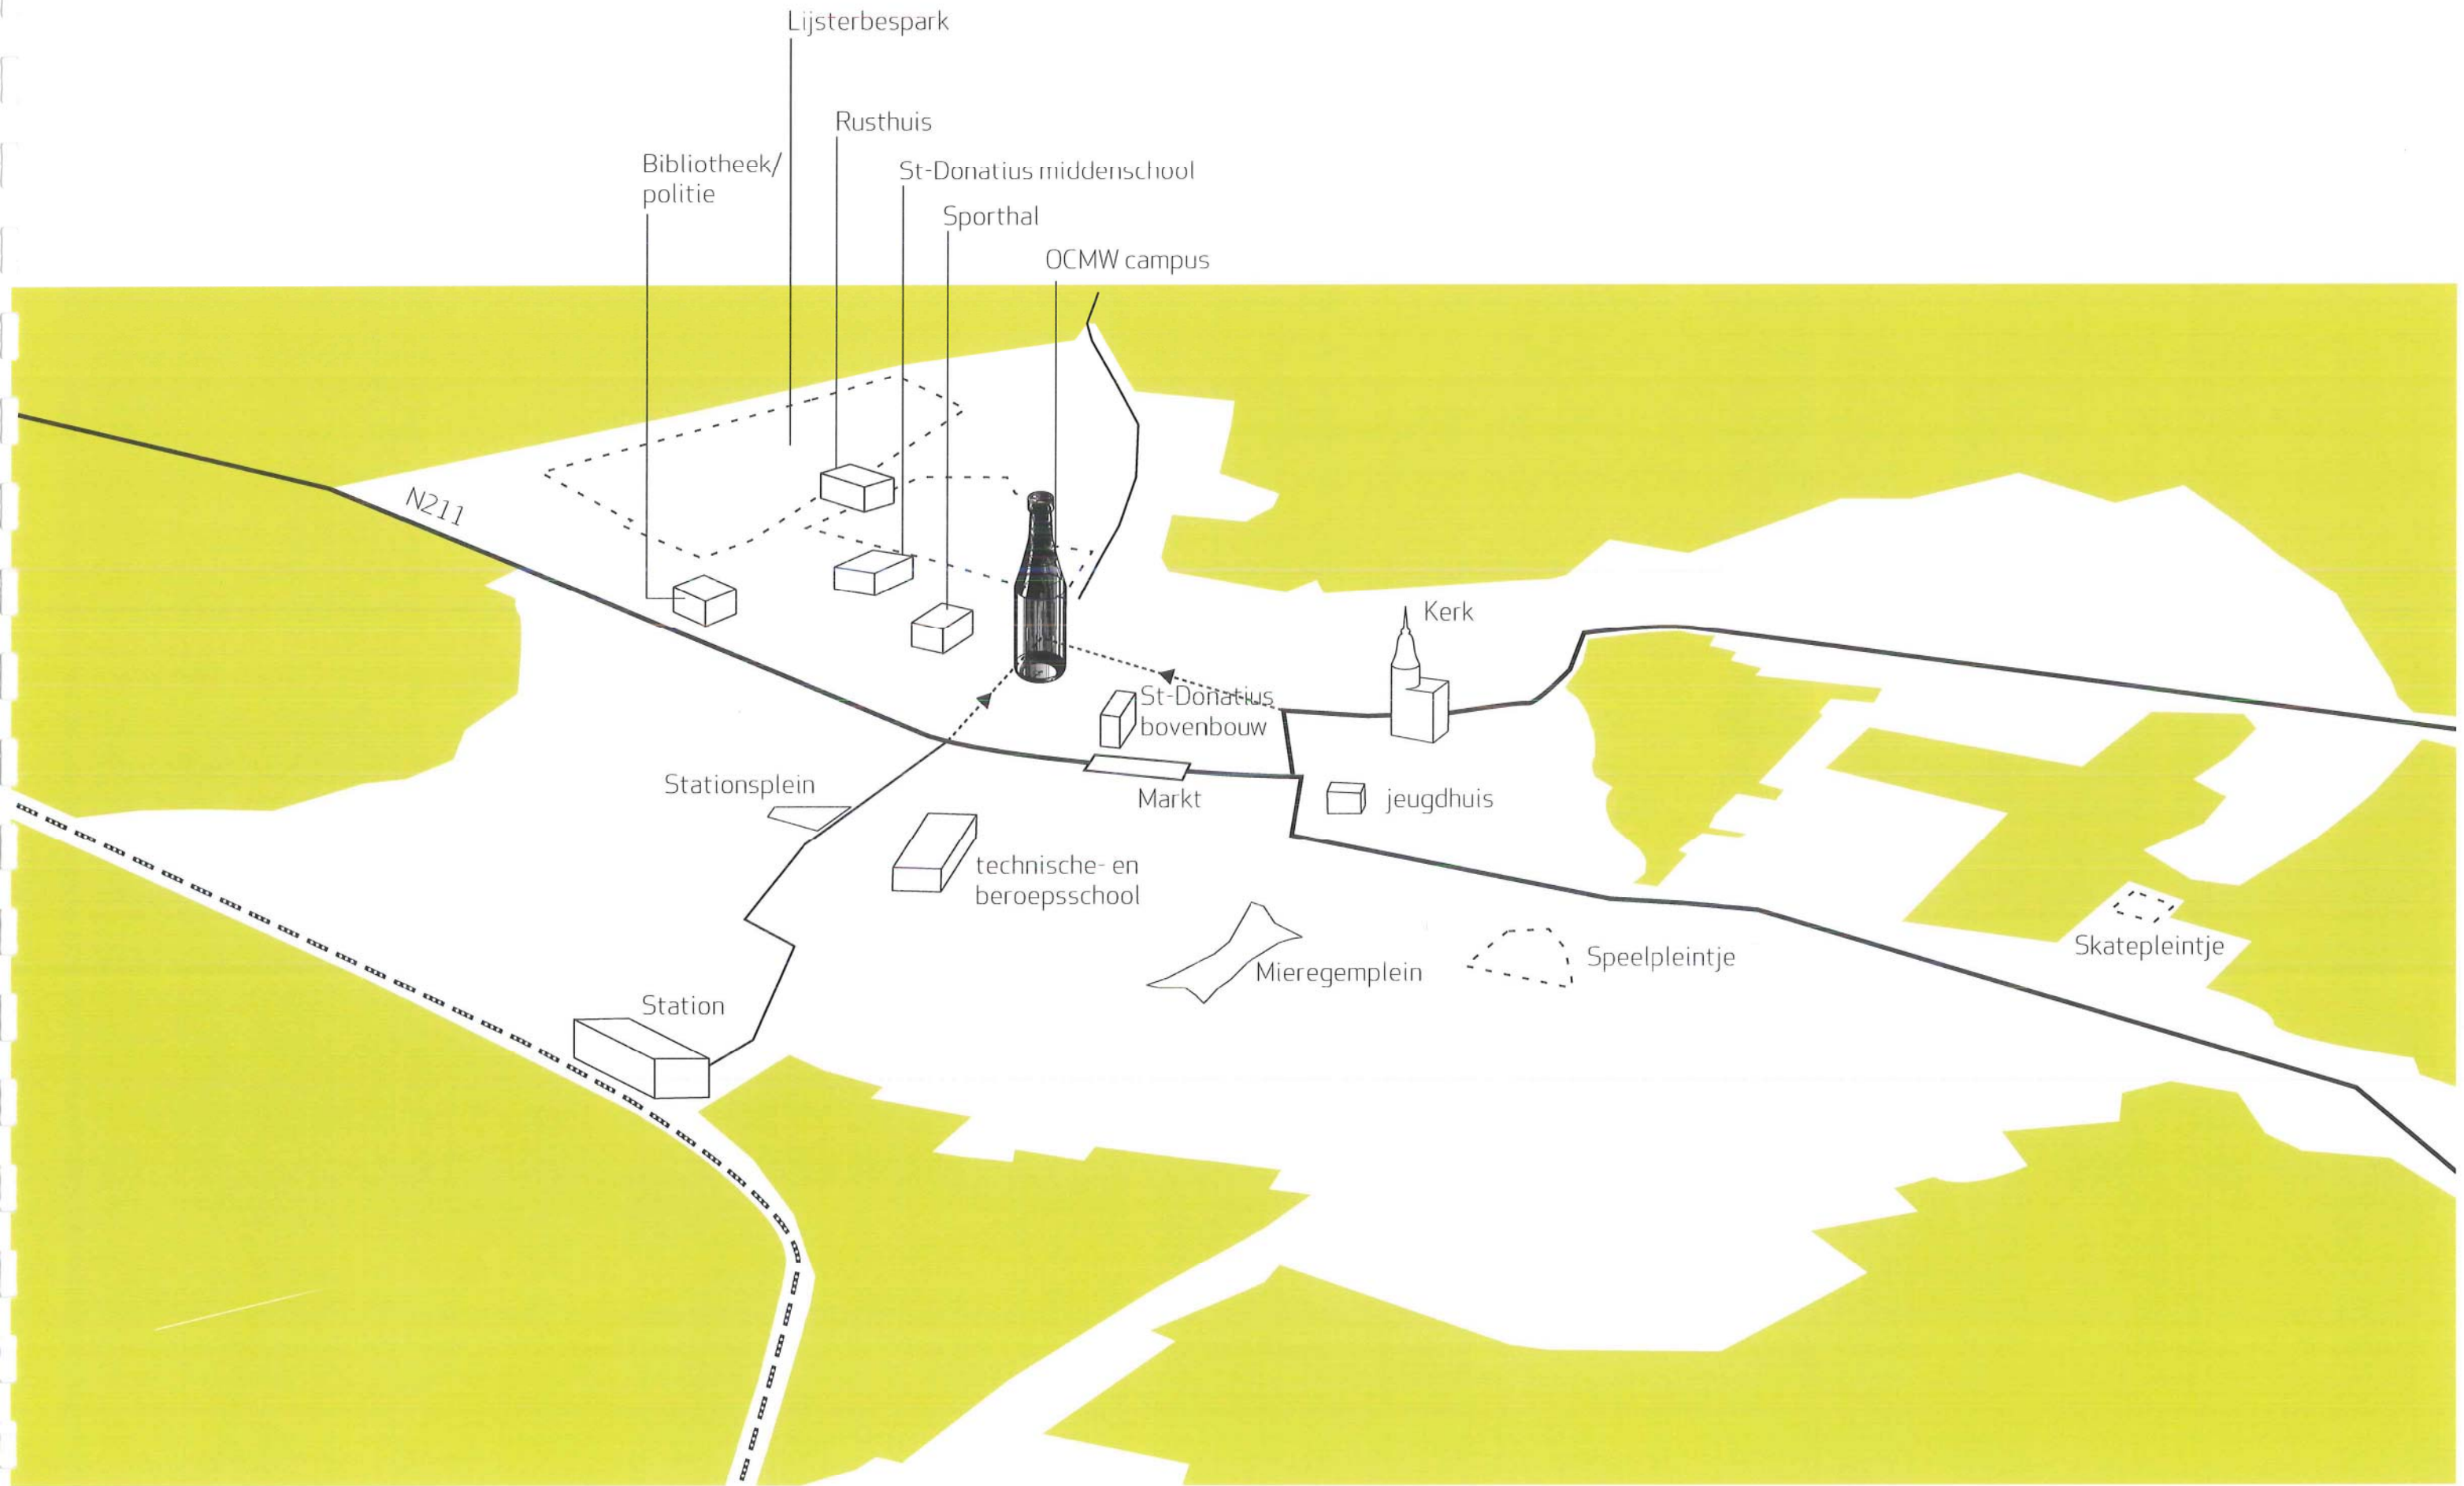 Lijsterbespark
Rusthuis
Bibliotheek/
politie
St-Donatius middenschool
Sporthal
OCMW campus
N211
Kerk
St-Donatius
bovenbouw
Stationsplein
Markt
jeugdhuis
technische- en
beroepsschool
Mieregemplein
Speelpleintje
Skatepleintje
Station